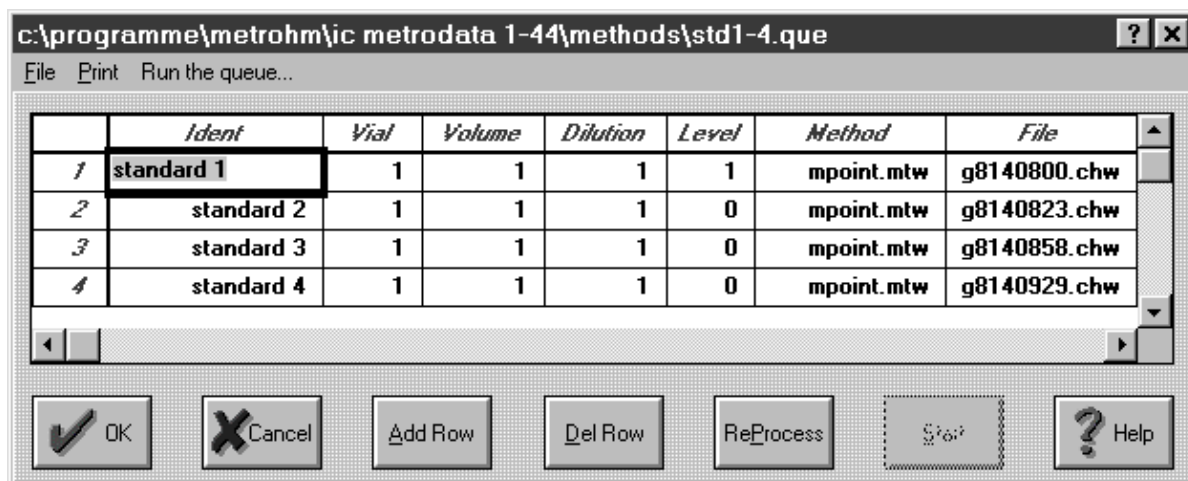 c:\programme\metrohm\ic metrodata 1-44\methods\std1-4.que
File Print Run the queue...
Ident Vial Volume Dilution Level Method File
1 standard 1 1 1 1 1 mpoint.mtw g8140800.chw
2 standard 2 1 1 1 0 mpoint.mtw g8140823.chw
3 standard 3 1 1 1 0 mpoint.mtw g8140858.chw
4 standard 4 1 1 1 0 mpoint.mtw g8140929.chw
OK Cancel Add Row Del Row ReProcess Help